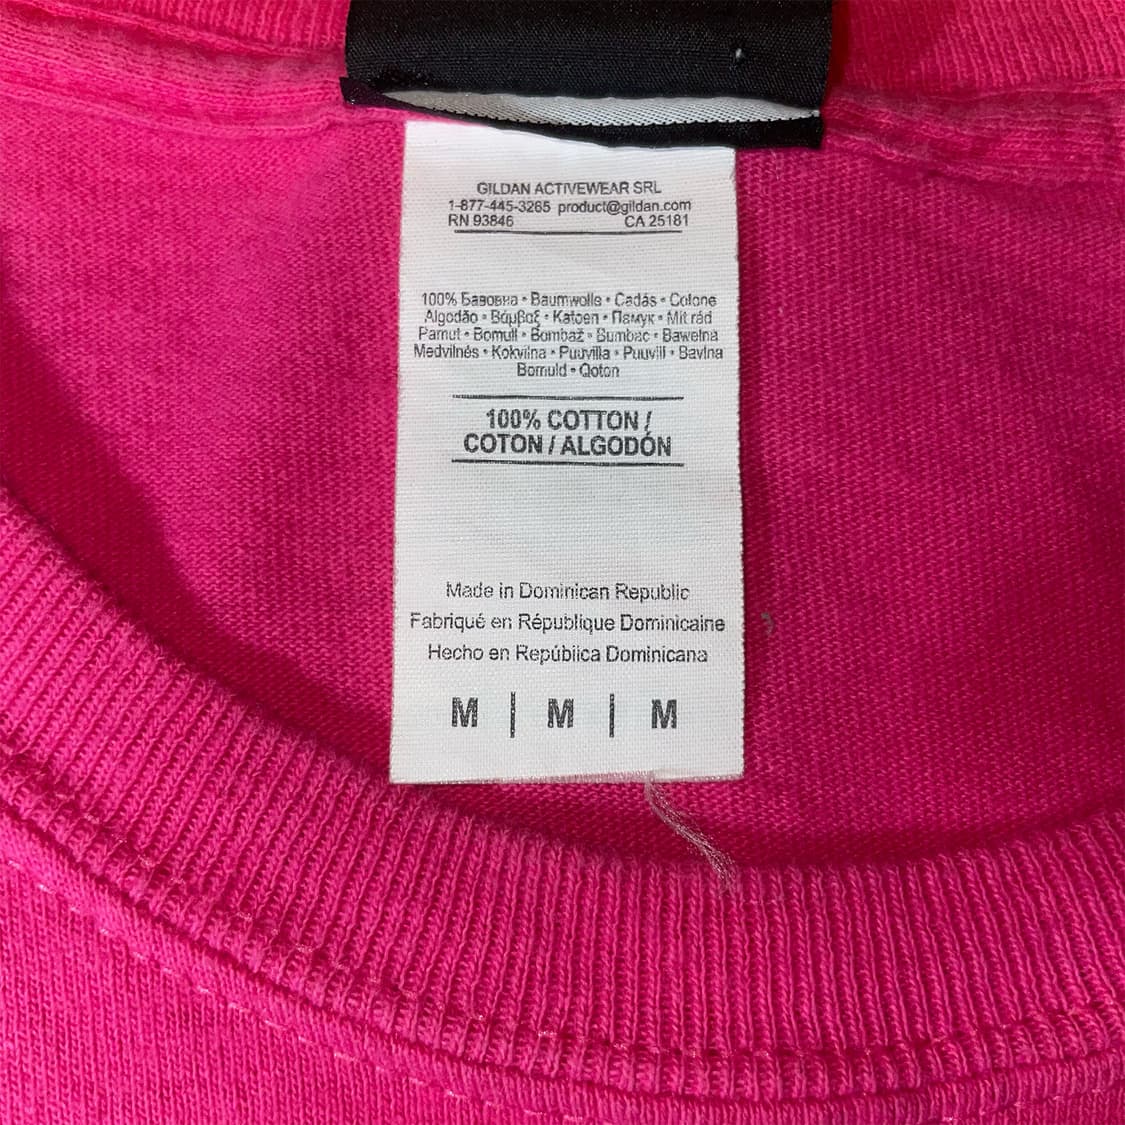 GILDAN ACTIVEWEAR SRL
1-877-445-3265 product@gildan.com
RN 93846 CA 25181
100% Бавовна • Baumwolle • Cadás • Cotone
Algodão • Βάμβαξ • Katoen • Памук • Mit rád
Pamut • Bomull • Bombaž • Bumbac • Bawełna
Medvilnės • Kokvilna • Puuvilla • Puuvill • Bavlna
Bomuld • Qoton
100% COTTON /
COTON / ALGODÓN
Made in Dominican Republic
Fabriqué en République Dominicaine
Hecho en República Dominicana
M | M | M